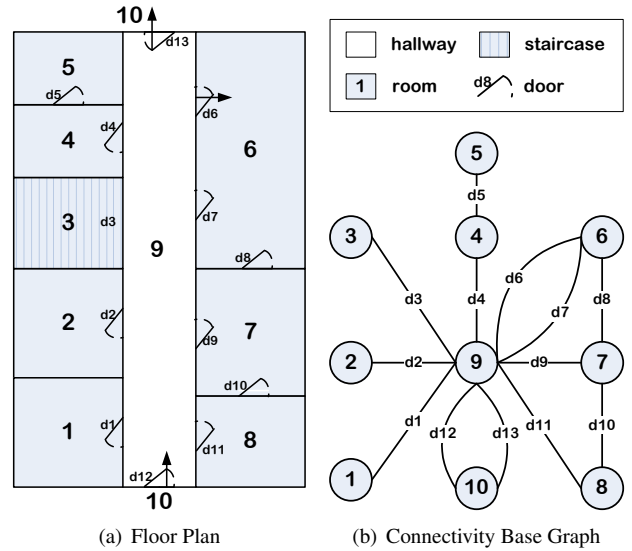 10
d13
5
d5
d4
4
d6
6
3
d3
d7
9
d8
2
d2
d9
7
d10
1
d1
d11
8
d12
10
(a) Floor Plan
hallway
staircase
1
room
d8
door
5
d5
3
4
6
d6
d3
d4
d7
d8
2
d2
9
d9
7
d1
d12
d13
d11
d10
1
10
8
(b) Connectivity Base Graph